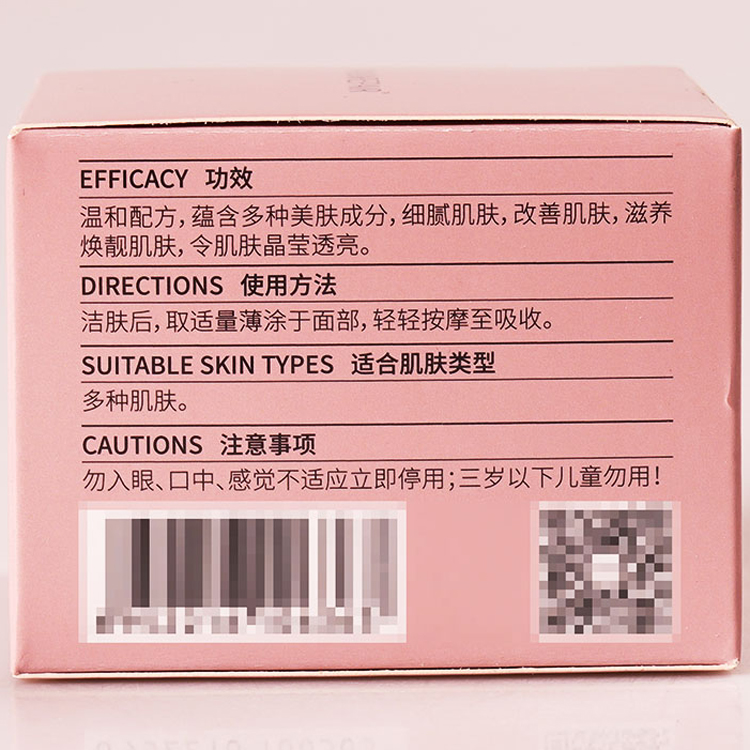 EFFICACY 功效
温和配方，蕴含多种美肤成分，细腻肌肤，改善肌肤，滋养
焕靓肌肤，令肌肤晶莹透亮。
DIRECTIONS 使用方法
洁肤后，取适量薄涂于面部，轻轻按摩至吸收。
SUITABLE SKIN TYPES 适合肌肤类型
多种肌肤。
CAUTIONS 注意事项
勿入眼、口中、感觉不适应立即停用；三岁以下儿童勿用！